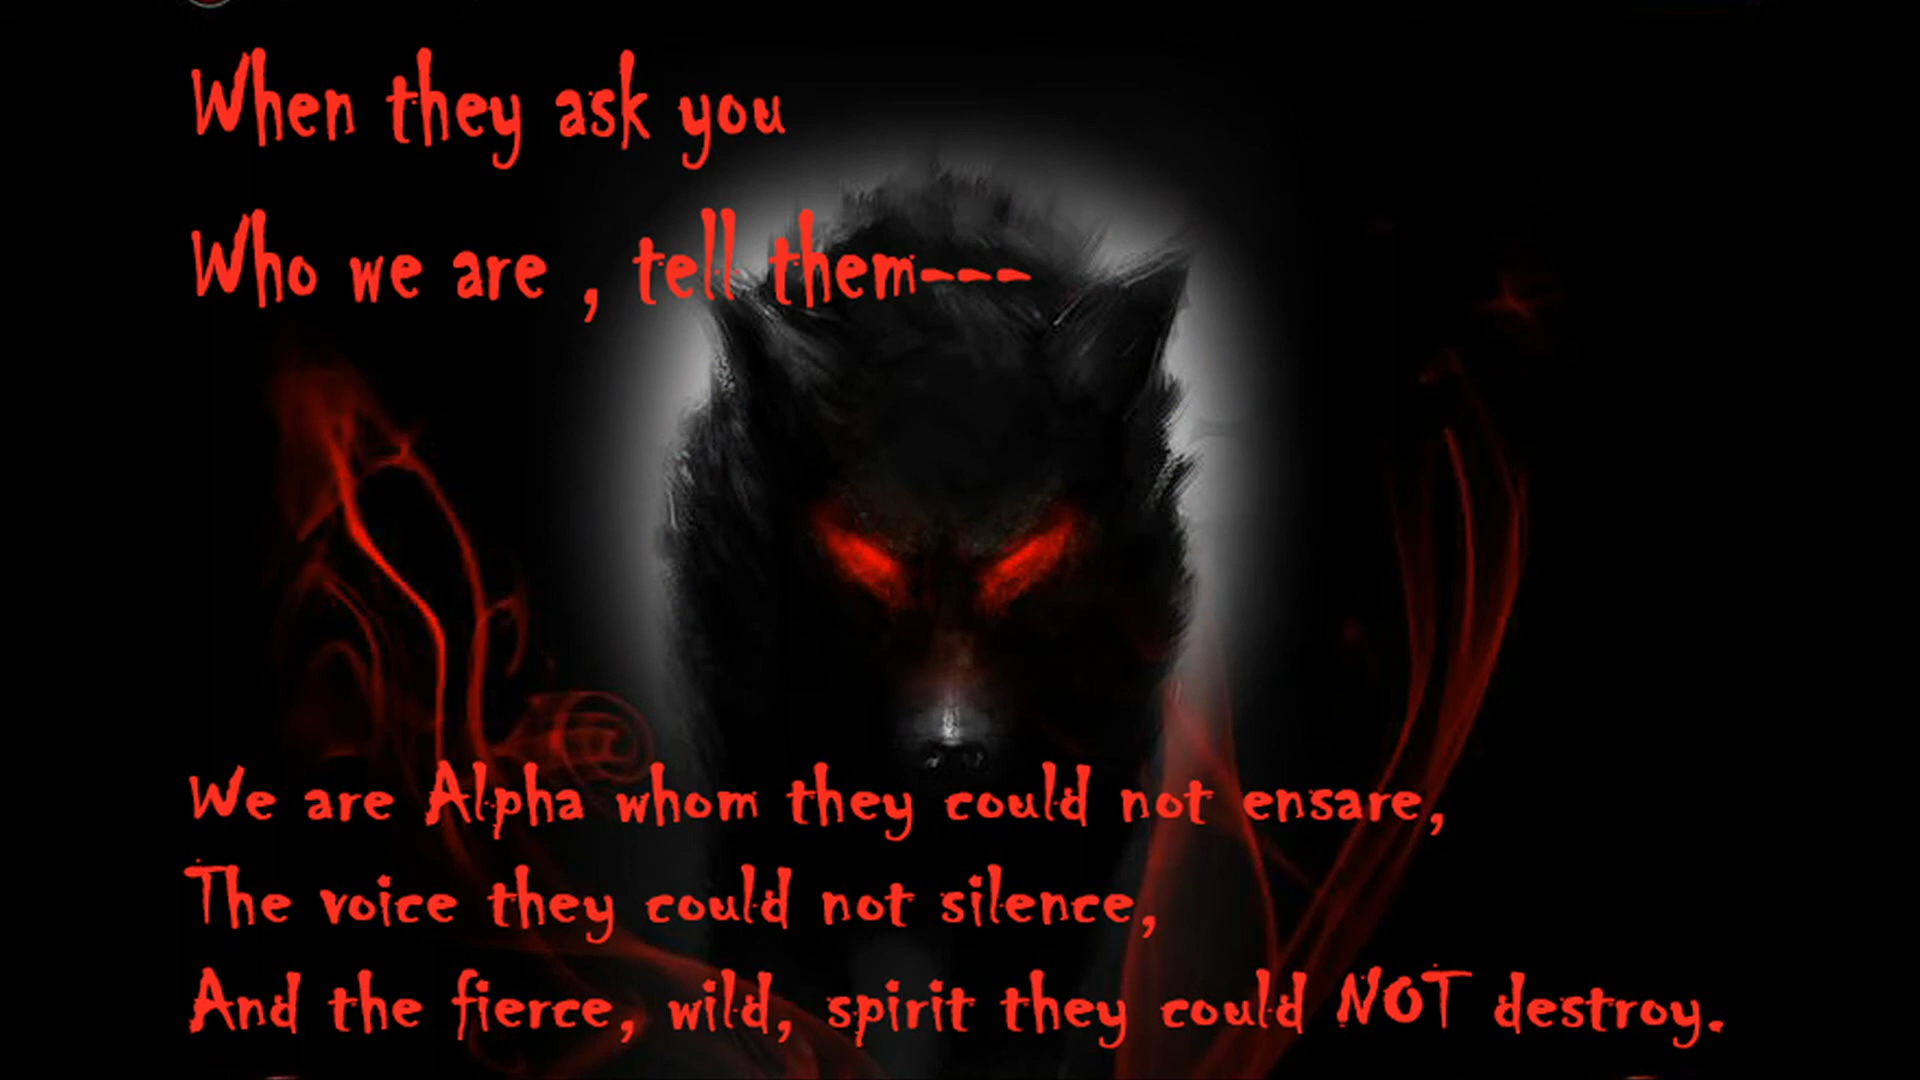 When they ask you
Who we are , tell them---
We are Alpha whom they could not ensare,
The voice they could not silence,
And the fierce, wild, spirit they could NOT destroy.